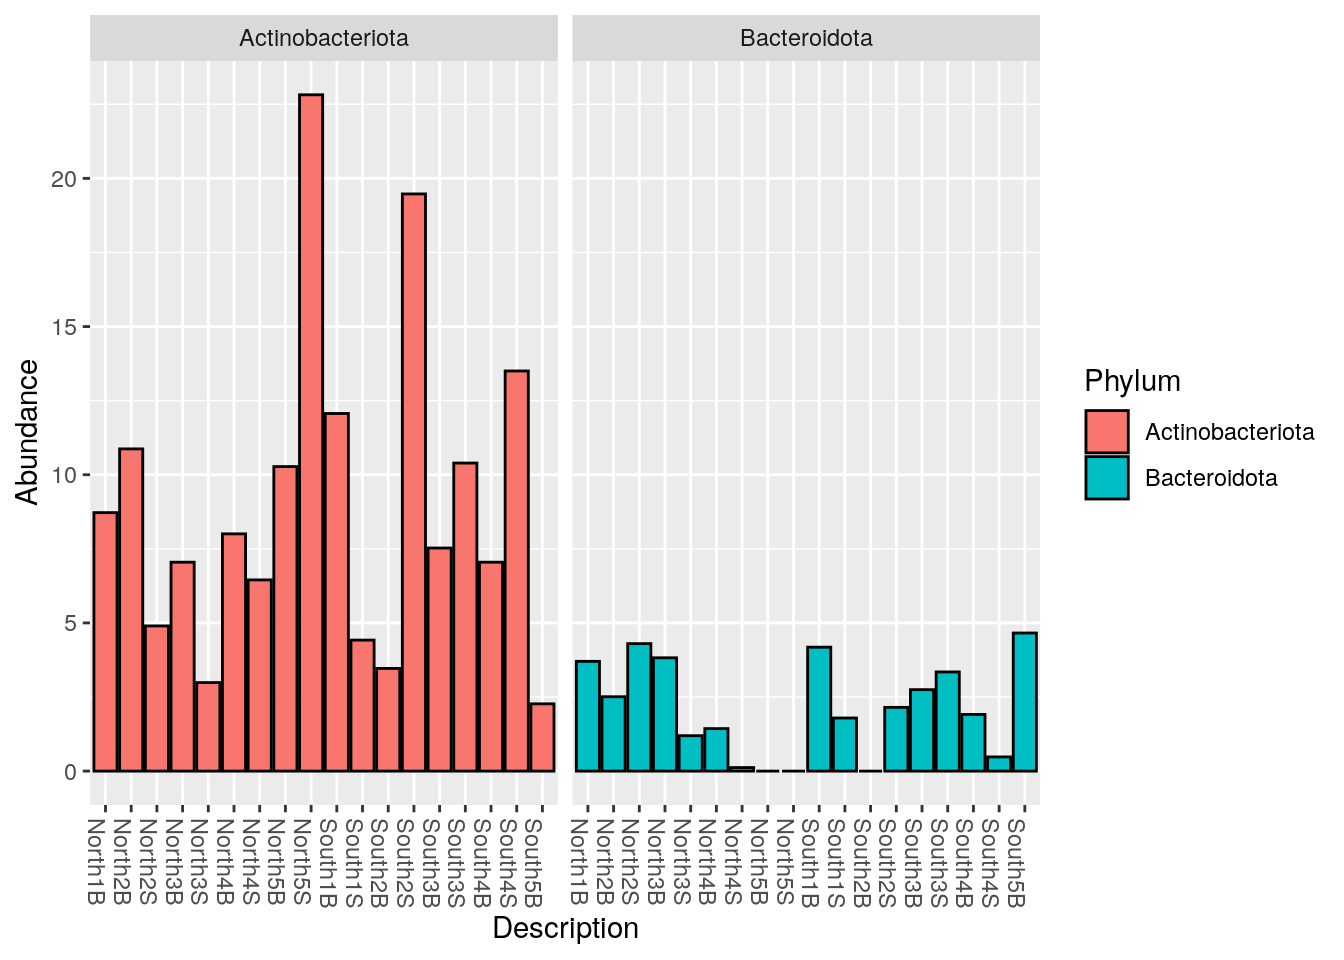 Actinobacteriota
Bacteroidota
Abundance
20
15
10
5
0
North1B
North2B
North2S
North3B
North3S
North4B
North4S
North5B
North5S
South1B
South1S
South2B
South2S
South3B
South3S
South4B
South4S
South5B
North1B
North2B
North2S
North3B
North3S
North4B
North4S
North5B
North5S
South1B
South1S
South2B
South2S
South3B
South3S
South4B
South4S
South5B
Description
Phylum
Actinobacteriota
Bacteroidota